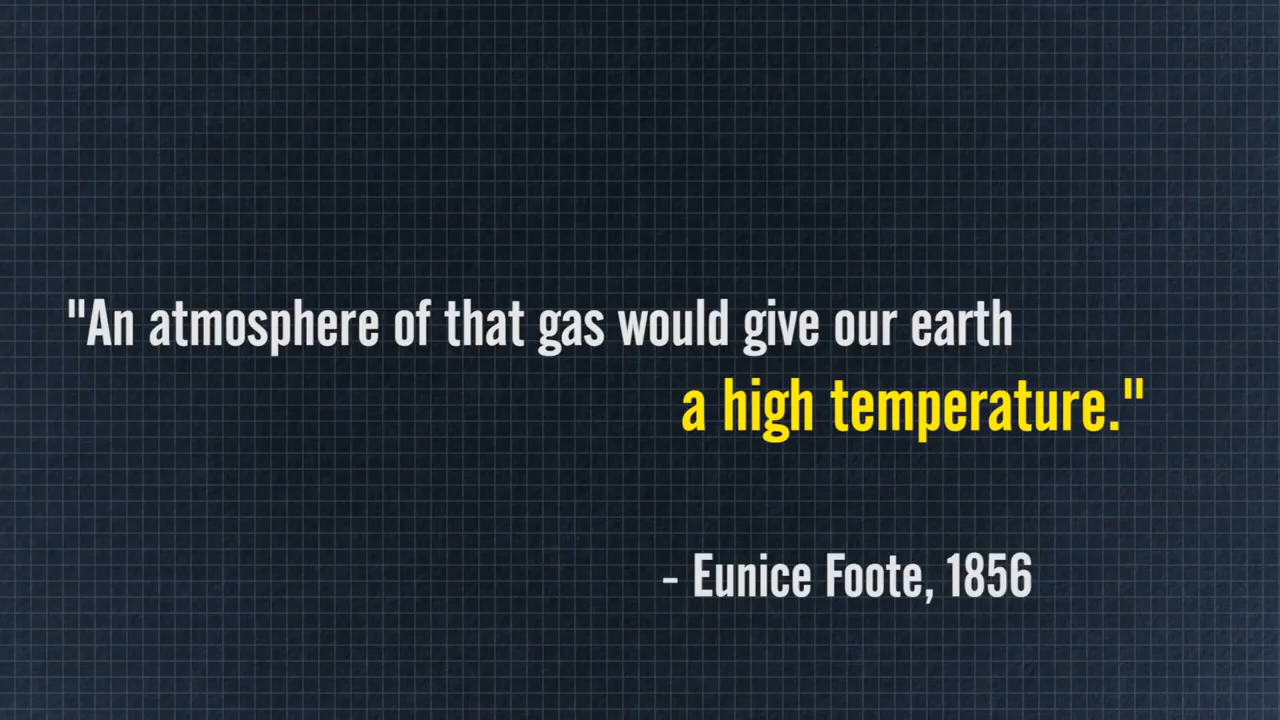 "An atmosphere of that gas would give our earth
a high temperature."
- Eunice Foote, 1856